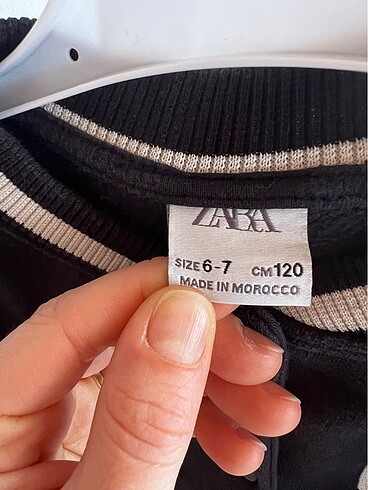 ZARA
SIZE 6-7 CM 120
MADE IN MOROCCO